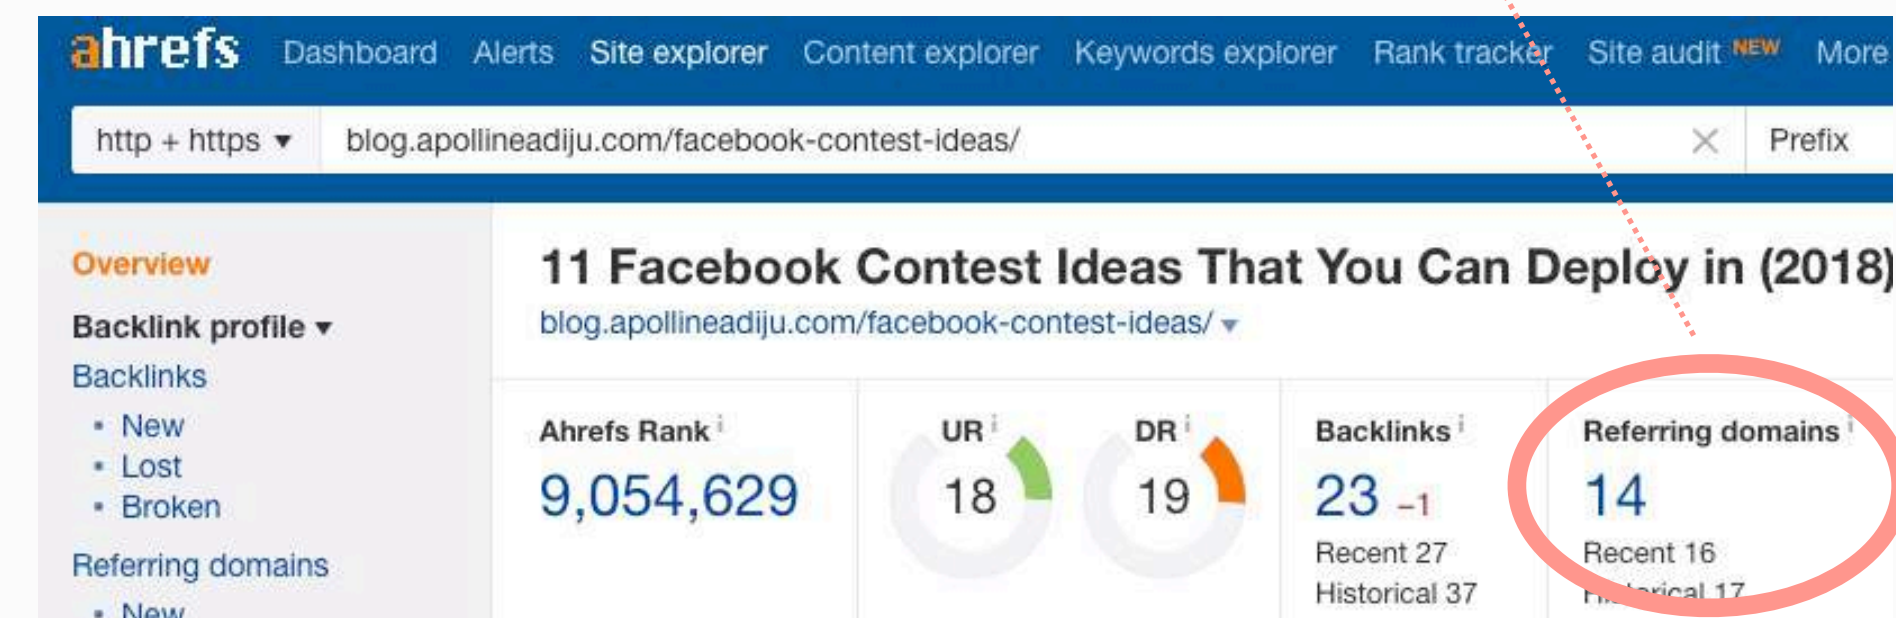 ahrefs Dashboard Alerts Site explorer Content explorer Keywords explorer Rank tracker Site audit NEW More
http + https ▼ blog.apollineadiju.com/facebook-contest-ideas/ × Prefix
Overview
Backlink profile ▼
Backlinks
• New
• Lost
• Broken
Referring domains
• New
11 Facebook Contest Ideas That You Can Deploy in (2018)
blog.apollineadiju.com/facebook-contest-ideas/ ▼
Ahrefs Rank i
9,054,629
UR i
18
DR i
19
Backlinks i
23 -1
Recent 27
Historical 37
Referring domains i
14
Recent 16
Historical 17